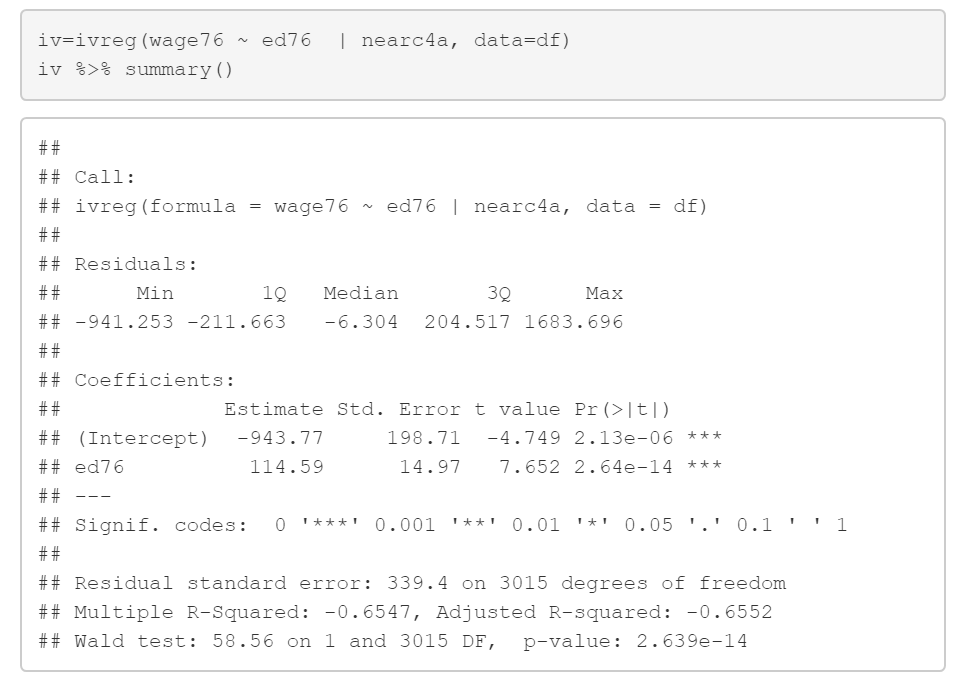 iv=ivreg(wage76 ~ ed76  | nearc4a, data=df)
iv %>% summary()
##
## Call:
## ivreg(formula = wage76 ~ ed76 | nearc4a, data = df)
##
## Residuals:
##      Min       1Q   Median       3Q      Max
## -941.253 -211.663   -6.304  204.517 1683.696
##
## Coefficients:
##             Estimate Std. Error t value Pr(>|t|)
## (Intercept)  -943.77     198.71  -4.749 2.13e-06 ***
## ed76          114.59      14.97   7.652 2.64e-14 ***
## ---
## Signif. codes:  0 '***' 0.001 '**' 0.01 '*' 0.05 '.' 0.1 ' ' 1
##
## Residual standard error: 339.4 on 3015 degrees of freedom
## Multiple R-Squared: -0.6547, Adjusted R-squared: -0.6552
## Wald test: 58.56 on 1 and 3015 DF,  p-value: 2.639e-14